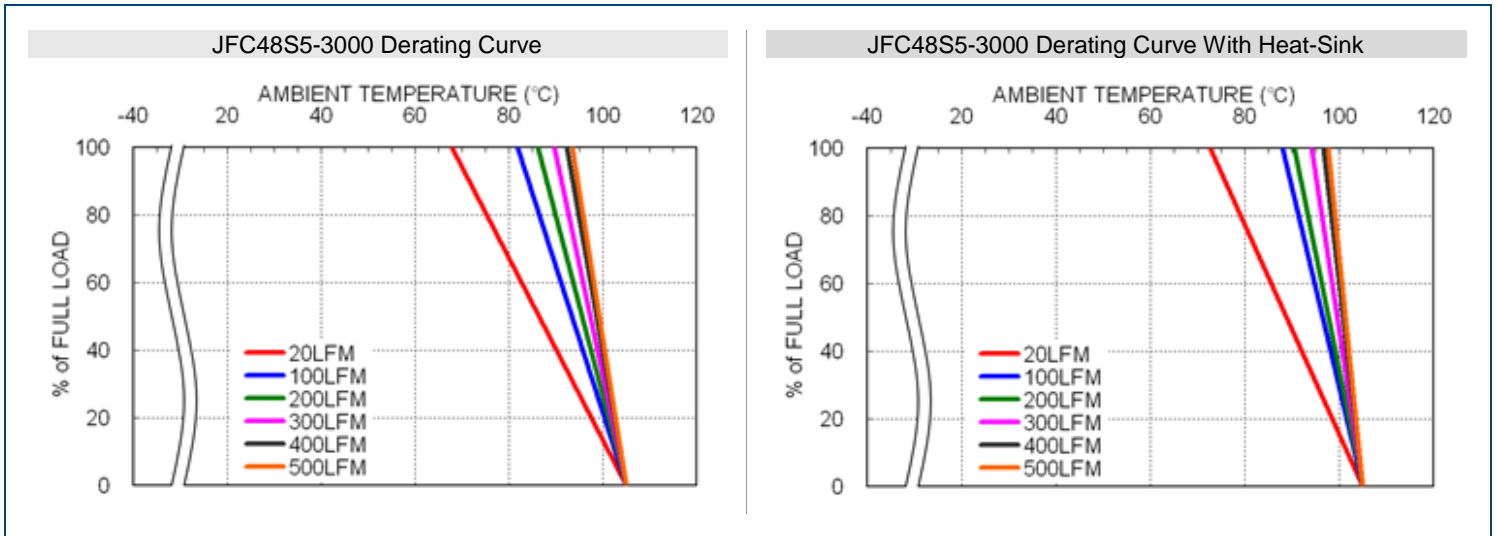 JFC48S5-3000 Derating Curve
AMBIENT TEMPERATURE (°C)
-40 20 40 60 80 100 120
100
80
60
40
20
0
% of FULL LOAD
20LFM
100LFM
200LFM
300LFM
400LFM
500LFM
JFC48S5-3000 Derating Curve With Heat-Sink
AMBIENT TEMPERATURE (°C)
-40 20 40 60 80 100 120
100
80
60
40
20
0
% of FULL LOAD
20LFM
100LFM
200LFM
300LFM
400LFM
500LFM